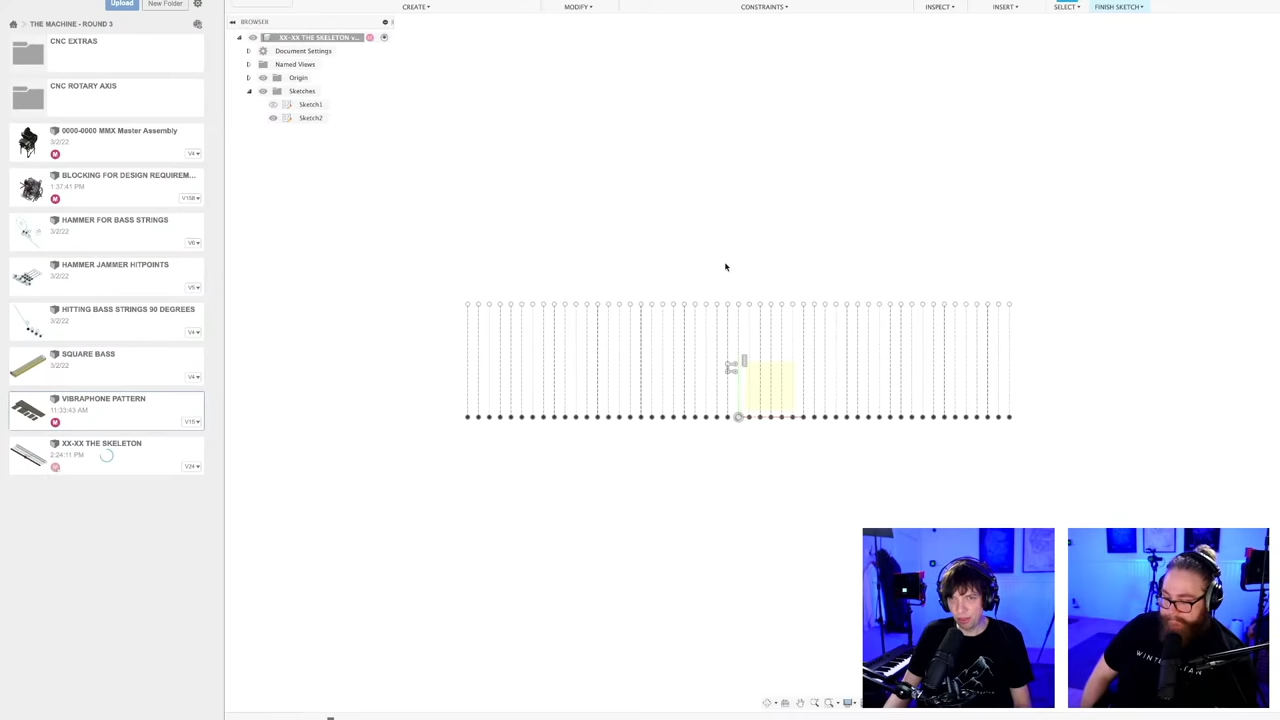 Upload
New Folder
THE MACHINE - ROUND 3
CNC EXTRAS
CNC ROTARY AXIS
0000-0000 MMX Master Assembly
3/2/22
M
V4
BLOCKING FOR DESIGN REQUIREM...
1:37:41 PM
M
HAMMER FOR BASS STRINGS
3/2/22
V6
HAMMER JAMMER HITPOINTS
3/2/22
V5
HITTING BASS STRINGS 90 DEGREES
3/2/22
V4
SQUARE BASS
3/2/22
V4
VIBRAPHONE PATTERN
11:33:43 AM
M
V15
XX-XX THE SKELETON
2:24:11 PM
V24
CREATE
MODIFY
CONSTRAINTS
INSPECT
INSERT
SELECT
FINISH SKETCH
BROWSER
XX-XX THE SKELETON v...
Document Settings
Named Views
Origin
Sketches
Sketch1
Sketch2